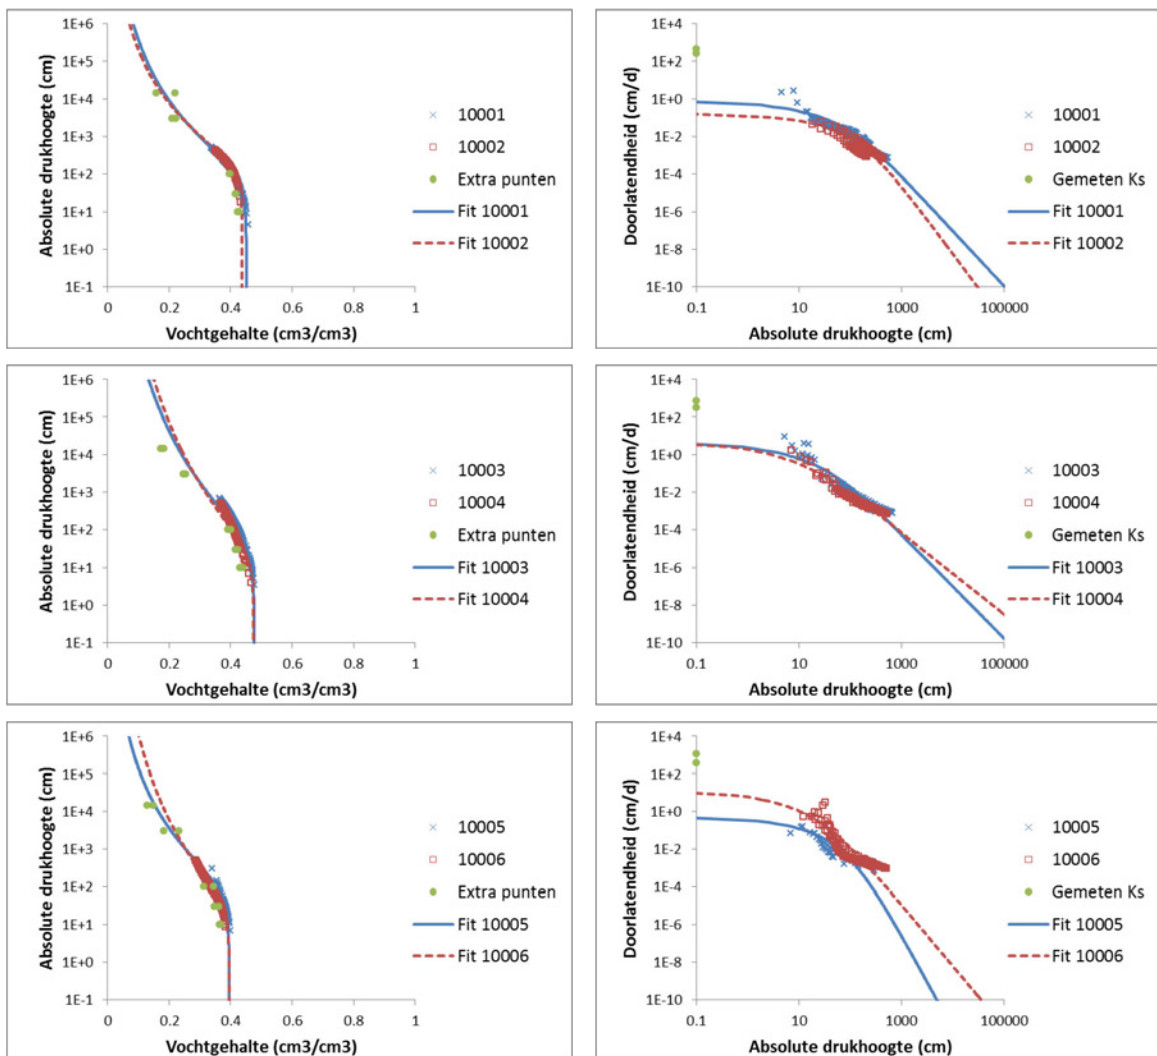 1E+6
1E+5
1E+4
1E+3
1E+2
1E+1
1E+0
1E-1
Absolute drukhoogte (cm)
0 0.2 0.4 0.6 0.8 1
Vochtgehalte (cm3/cm3)
10001
10002
Extra punten
Fit 10001
Fit 10002
1E+4
1E+2
1E+0
1E-2
1E-4
1E-6
1E-8
1E-10
Doorlatendheid (cm/d)
0.1 10 1000 100000
Absolute drukhoogte (cm)
10001
10002
Gemeten Ks
Fit 10001
Fit 10002
1E+6
1E+5
1E+4
1E+3
1E+2
1E+1
1E+0
1E-1
Absolute drukhoogte (cm)
0 0.2 0.4 0.6 0.8 1
Vochtgehalte (cm3/cm3)
10003
10004
Extra punten
Fit 10003
Fit 10004
1E+4
1E+2
1E+0
1E-2
1E-4
1E-6
1E-8
1E-10
Doorlatendheid (cm/d)
0.1 10 1000 100000
Absolute drukhoogte (cm)
10003
10004
Gemeten Ks
Fit 10003
Fit 10004
1E+6
1E+5
1E+4
1E+3
1E+2
1E+1
1E+0
1E-1
Absolute drukhoogte (cm)
0 0.2 0.4 0.6 0.8 1
Vochtgehalte (cm3/cm3)
10005
10006
Extra punten
Fit 10005
Fit 10006
1E+4
1E+2
1E+0
1E-2
1E-4
1E-6
1E-8
1E-10
Doorlatendheid (cm/d)
0.1 10 1000 100000
Absolute drukhoogte (cm)
10005
10006
Gemeten Ks
Fit 10005
Fit 10006